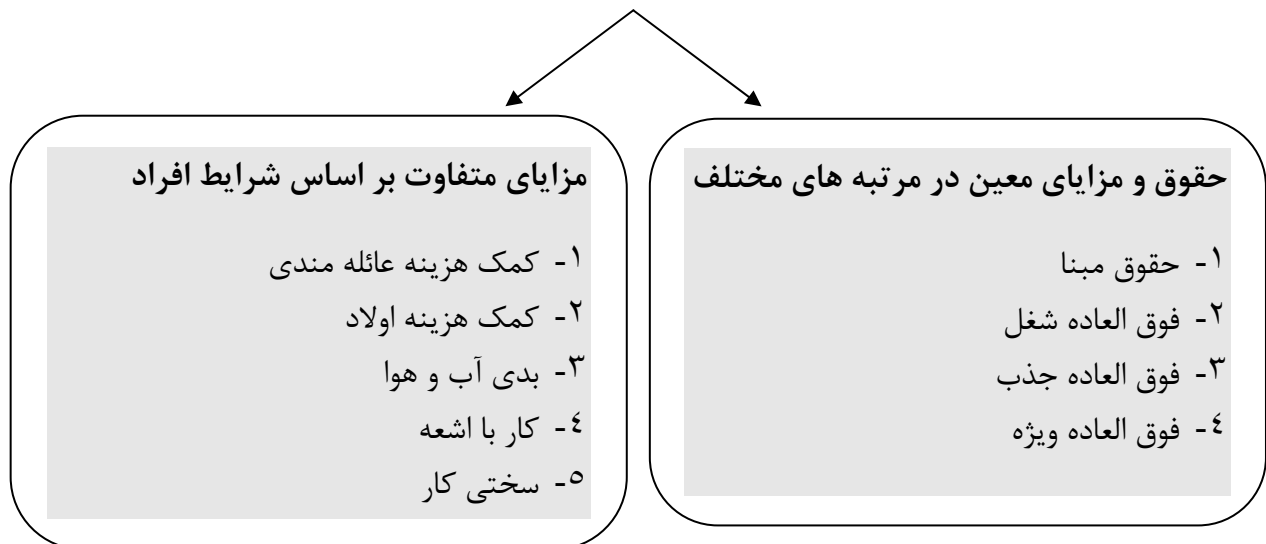 حقوق و مزایای معین در مرتبه های مختلف
۱- حقوق مبنا
۲- فوق العاده شغل
۳- فوق العاده جذب
۴- فوق العاده ویژه
مزایای متفاوت بر اساس شرایط افراد
۱- کمک هزینه عائله مندی
۲- کمک هزینه اولاد
۳- بدی آب و هوا
٤- کار با اشعه
٥- سختی کار